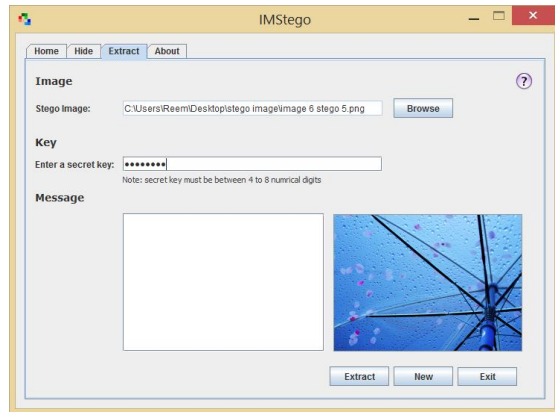 IMStego
Home Hide Extract About
Image
Stego Image: C:\Users\Reem\Desktop\stego image\image 6 stego 5.png Browse
Key
Enter a secret key: ••••••••
Note: secret key must be between 4 to 8 numrical digits
Message
Extract New Exit